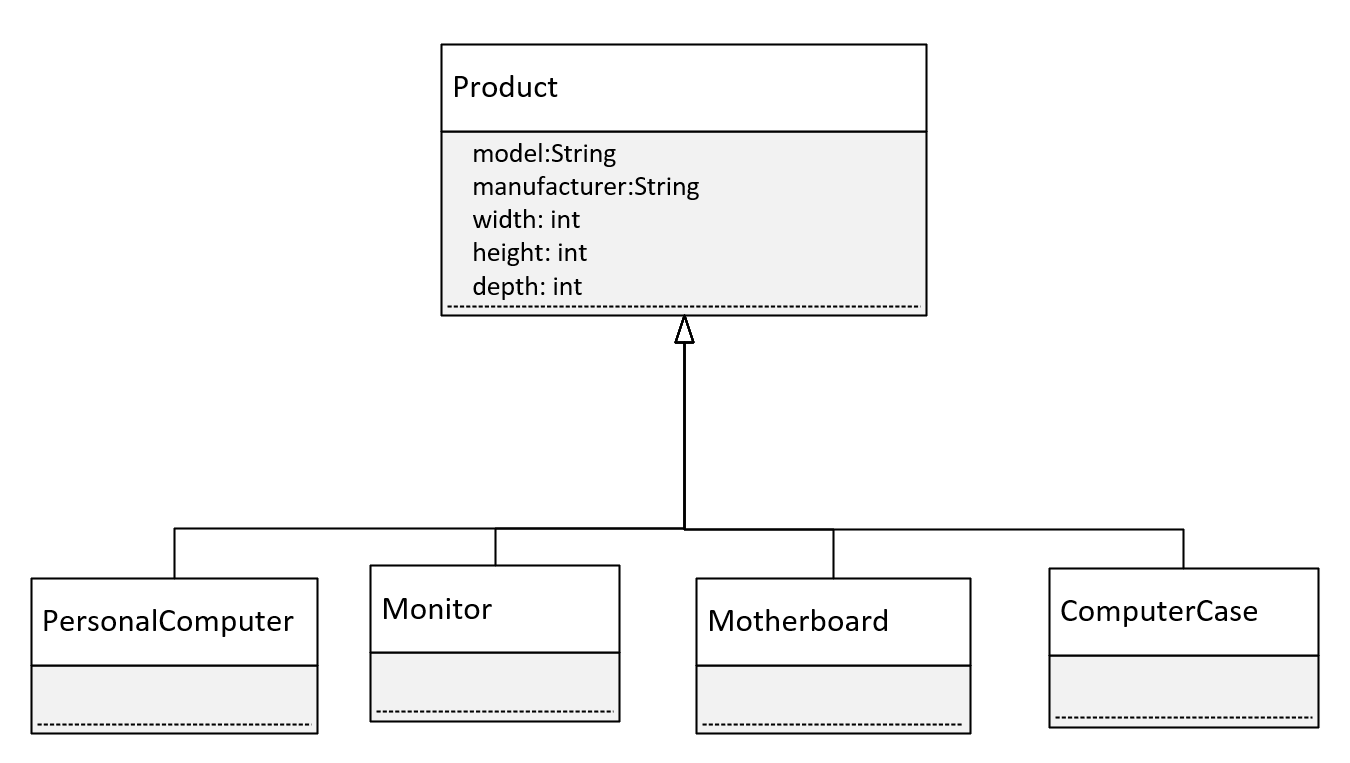 Product
model:String
manufacturer:String
width: int
height: int
depth: int
PersonalComputer
Monitor
Motherboard
ComputerCase